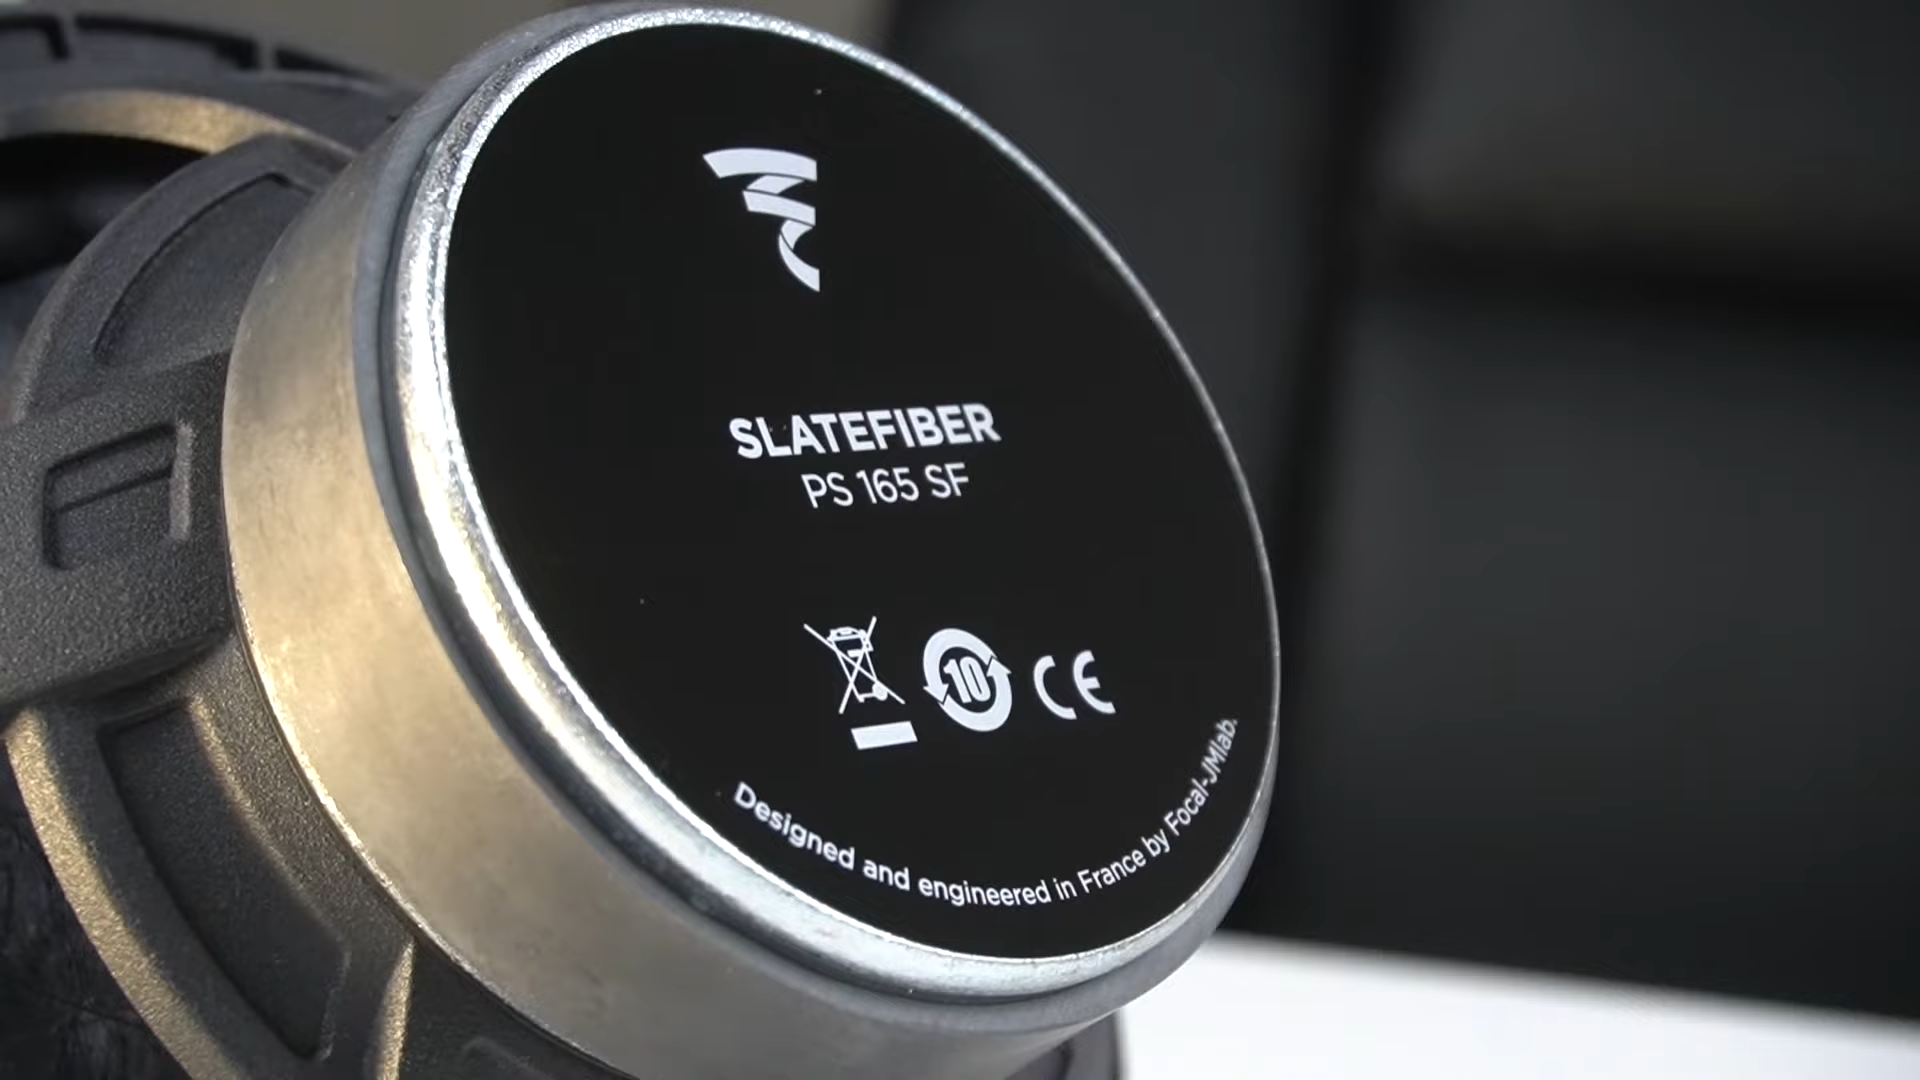 SLATEFIBER
PS 165 SF
10
CE
Designed and engineered in France by Focal-JMlab.